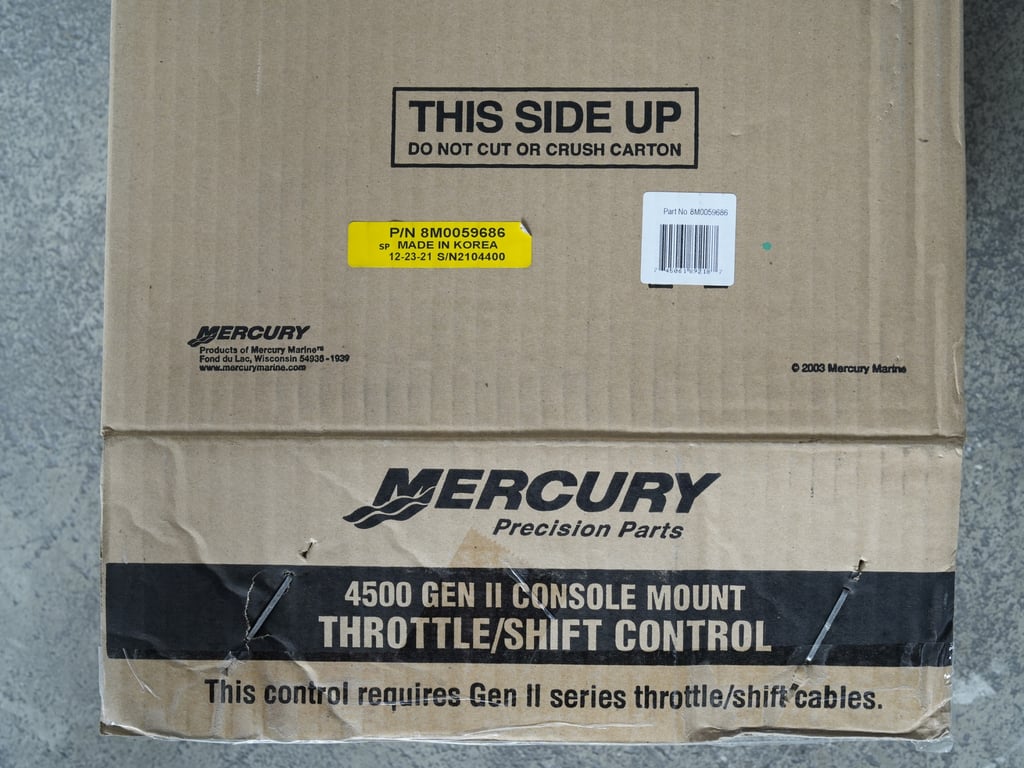 THIS SIDE UP
DO NOT CUT OR CRUSH CARTON
Part No 8M0059686
P/N 8M0059686
SP MADE IN KOREA
12-23-21 S/N2104400
MERCURY
Products of Mercury Marine
Fond du Lac, Wisconsin 54936-1939
www.mercurymarine.com
© 2003 Mercury Marine
MERCURY
Precision Parts
4500 GEN II CONSOLE MOUNT
THROTTLE/SHIFT CONTROL
This control requires Gen II series throttle/shift cables.